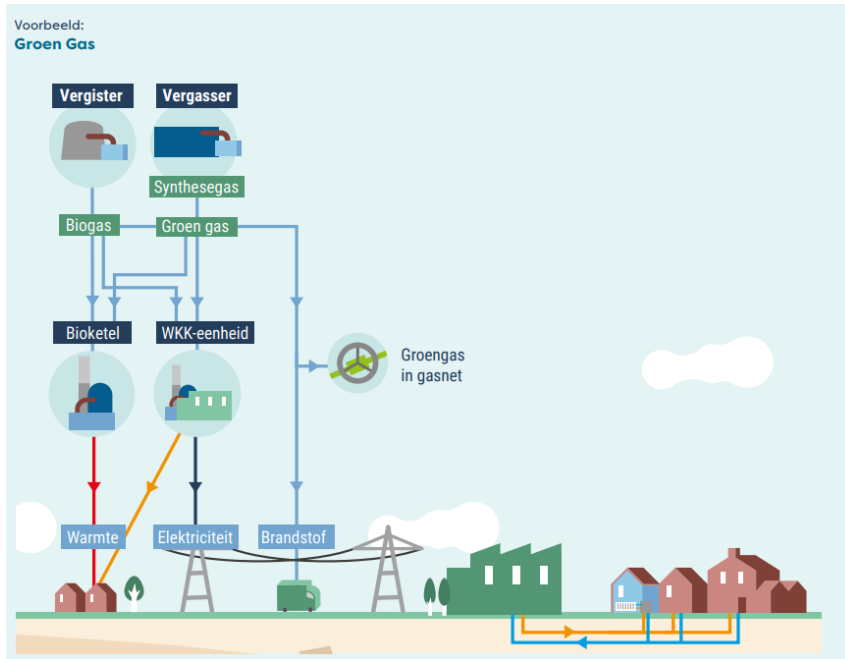 Voorbeeld:
Groen Gas
Vergister
Vergasser
Synthesegas
Biogas
Groen gas
Bioketel
WKK-eenheid
Groengas
in gasnet
Warmte
Elektriciteit
Brandstof